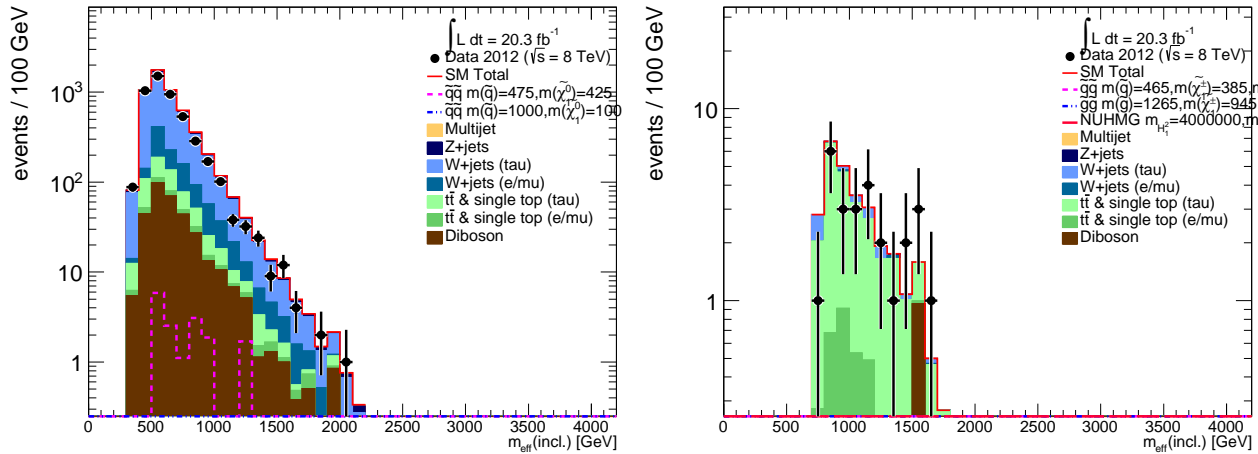 events / 100 GeV
10³
10²
10
1
0 500 1000 1500 2000 2500 3000 3500 4000
m_eff(incl.) [GeV]
∫ L dt = 20.3 fb⁻¹
Data 2012 (√s = 8 TeV)
SM Total
q̃q̃ m(q̃)=475,m(χ̃₁⁰)=425
q̃q̃ m(q̃)=1000,m(χ̃₁⁰)=100
Multijet
Z+jets
W+jets (tau)
W+jets (e/mu)
tt̄ & single top (tau)
tt̄ & single top (e/mu)
Diboson
events / 100 GeV
10
1
0 500 1000 1500 2000 2500 3000 3500 4000
m_eff(incl.) [GeV]
∫ L dt = 20.3 fb⁻¹
Data 2012 (√s = 8 TeV)
SM Total
q̃q̃ m(q̃)=465,m(χ̃₁±)=385,m
g̃g̃ m(g̃)=1265,m(χ̃₁±)=945
NUHMG m_H₁²=4000000,m
Multijet
Z+jets
W+jets (tau)
W+jets (e/mu)
tt̄ & single top (tau)
tt̄ & single top (e/mu)
Diboson